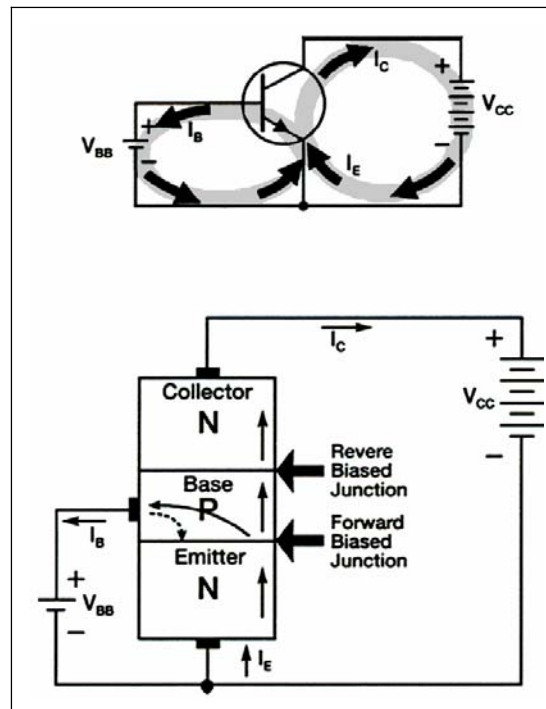 I_C
+
V_CC
−
+
I_B
V_BB
−
I_E
I_C
+
V_CC
−
Collector
N
Revere
Biased
Junction
Base
P
Forward
Biased
Junction
I_B
Emitter
N
+
V_BB
−
I_E